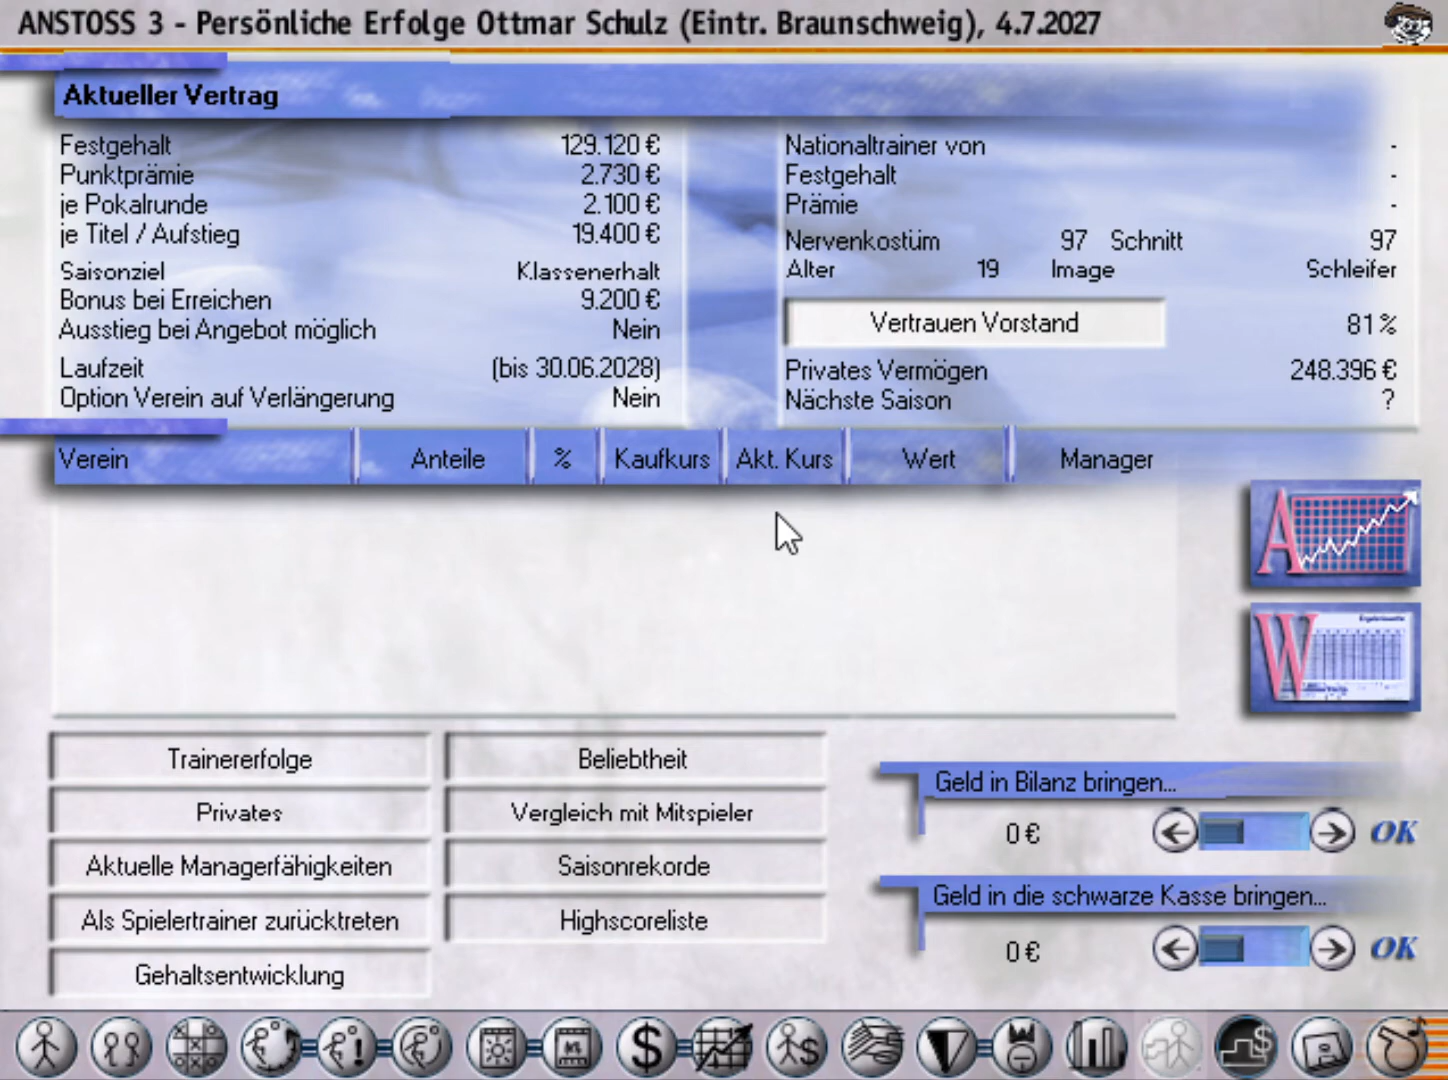 ANSTOSS 3 - Persönliche Erfolge Ottmar Schulz (Eintr. Braunschweig), 4.7.2027
Aktueller Vertrag
Festgehalt 129.120 €
Punktprämie 2.730 €
je Pokalrunde 2.100 €
je Titel / Aufstieg 19.400 €
Saisonziel Klassenerhalt
Bonus bei Erreichen 9.200 €
Ausstieg bei Angebot möglich Nein
Laufzeit (bis 30.06.2028)
Option Verein auf Verlängerung Nein
Nationaltrainer von -
Festgehalt -
Prämie -
Nervenkostüm 97 Schnitt 97
Alter 19 Image Schleifer
Vertrauen Vorstand 81%
Privates Vermögen 248.396 €
Nächste Saison ?
Verein Anteile % Kaufkurs Akt. Kurs Wert Manager
A
W
Trainererfolge
Privates
Aktuelle Managerfähigkeiten
Als Spielertrainer zurücktreten
Gehaltsentwicklung
Beliebtheit
Vergleich mit Mitspieler
Saisonrekorde
Highscoreliste
Geld in Bilanz bringen...
0 € OK
Geld in die schwarze Kasse bringen...
0 € OK